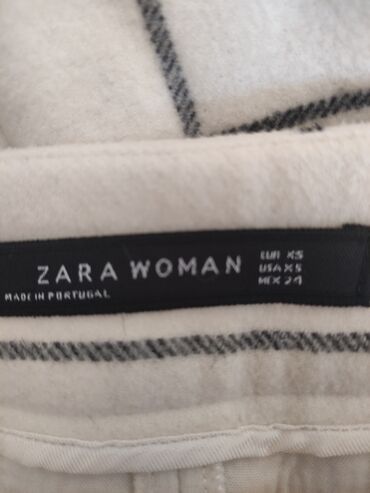 ZARA WOMAN
MADE IN PORTUGAL
EUR XS
USA XS
MEX 24